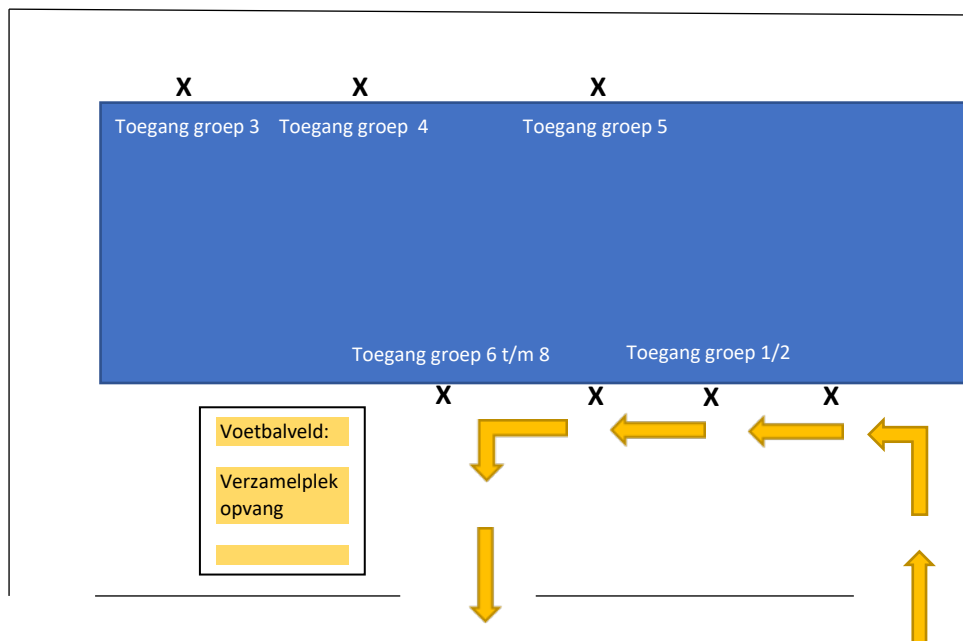 X X X
Toegang groep 3 Toegang groep  4 Toegang groep 5
Toegang groep 6 t/m 8 Toegang groep 1/2
X X X X
Voetbalveld:
Verzamelplek
opvang